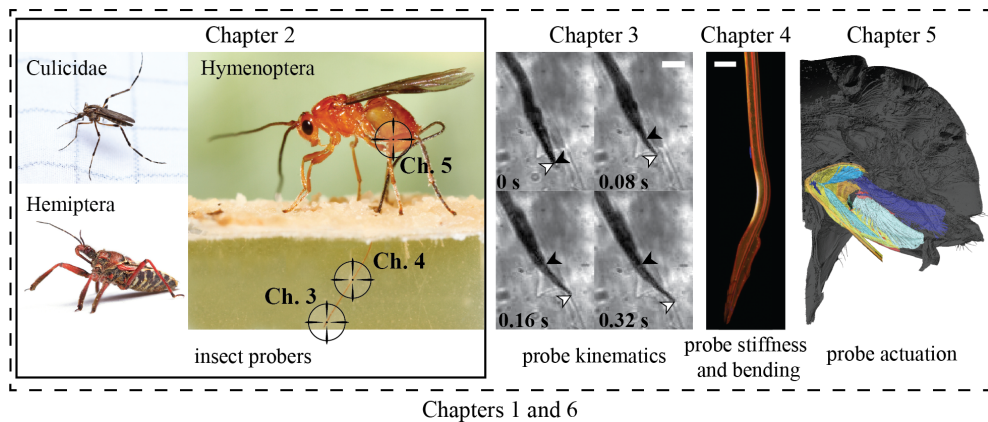 Chapter 2
Culicidae
Hymenoptera
Ch. 5
Hemiptera
Ch. 4
Ch. 3
insect probers
Chapter 3
0 s
0.08 s
0.16 s
0.32 s
probe kinematics
Chapter 4
probe stiffness
and bending
Chapter 5
probe actuation
Chapters 1 and 6